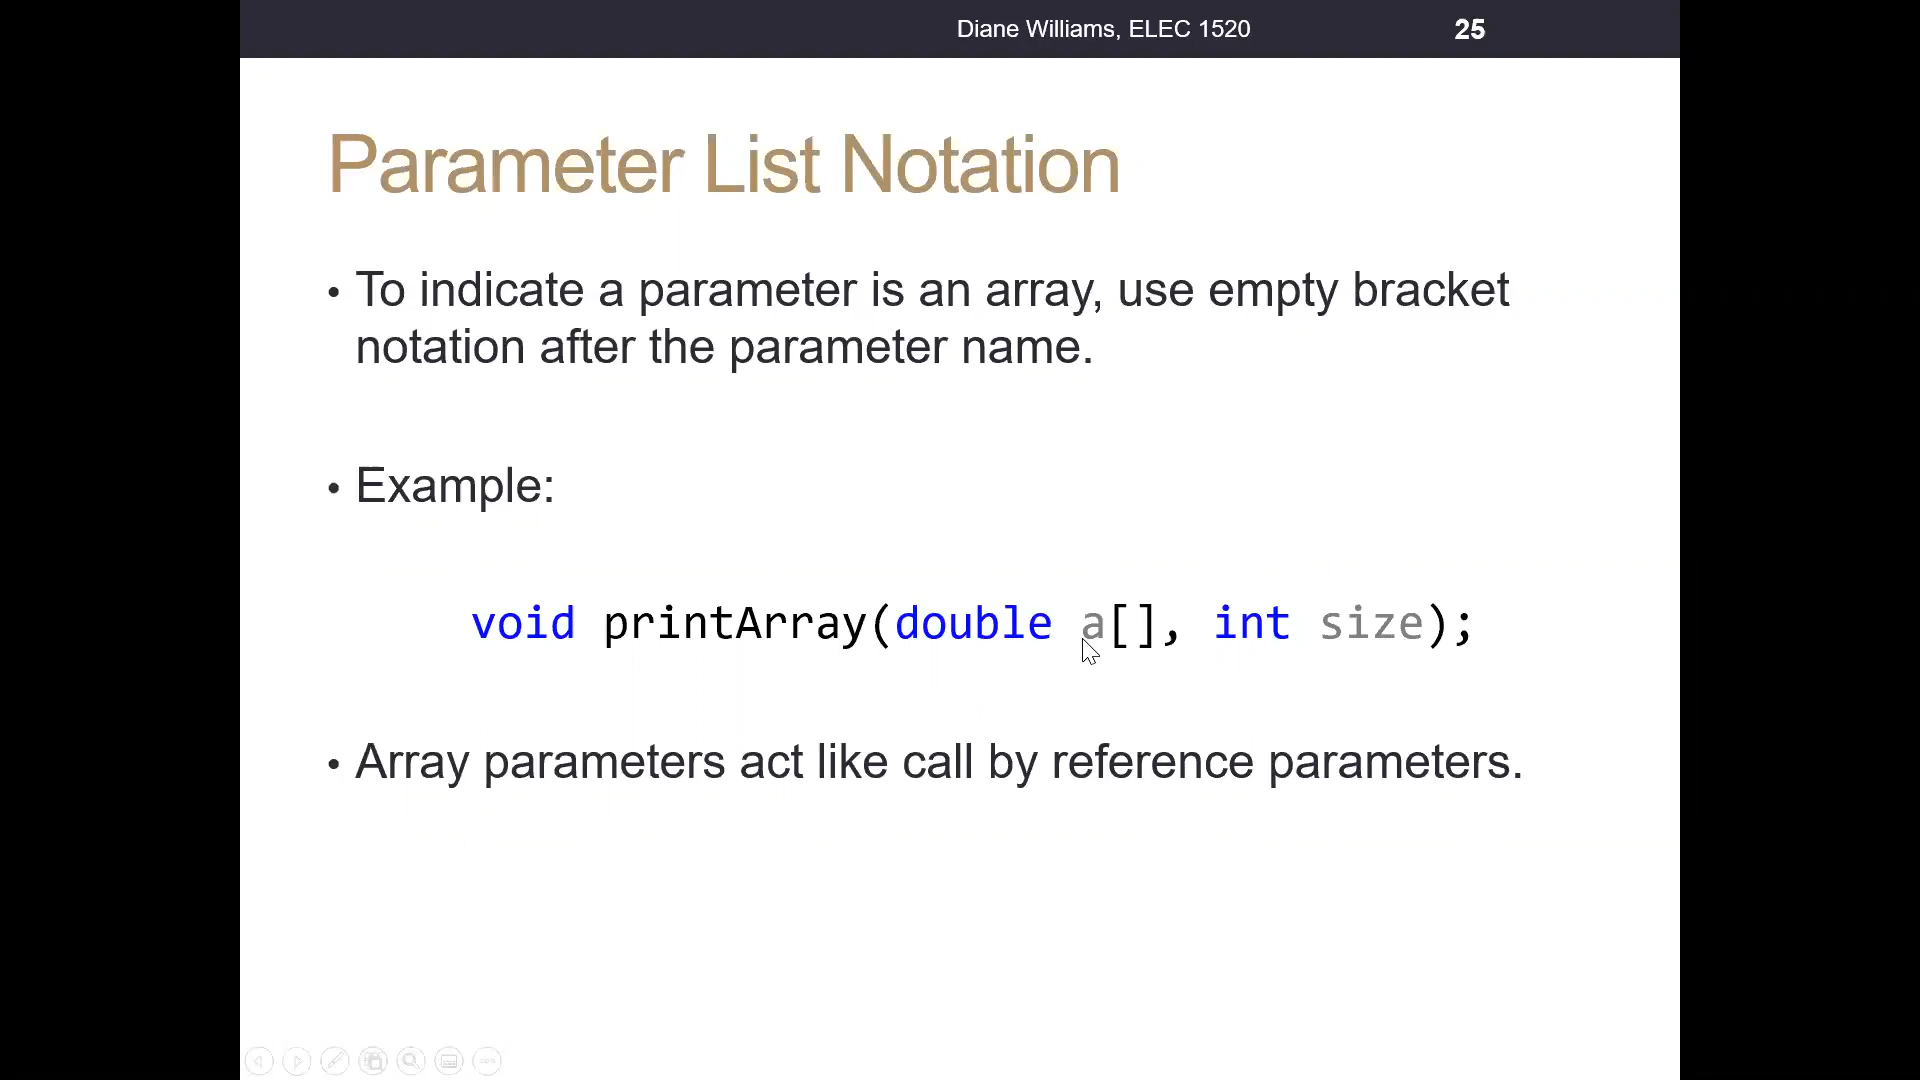 Diane Williams, ELEC 1520 25
Parameter List Notation
• To indicate a parameter is an array, use empty bracket
notation after the parameter name.
• Example:
void printArray(double a[], int size);
• Array parameters act like call by reference parameters.